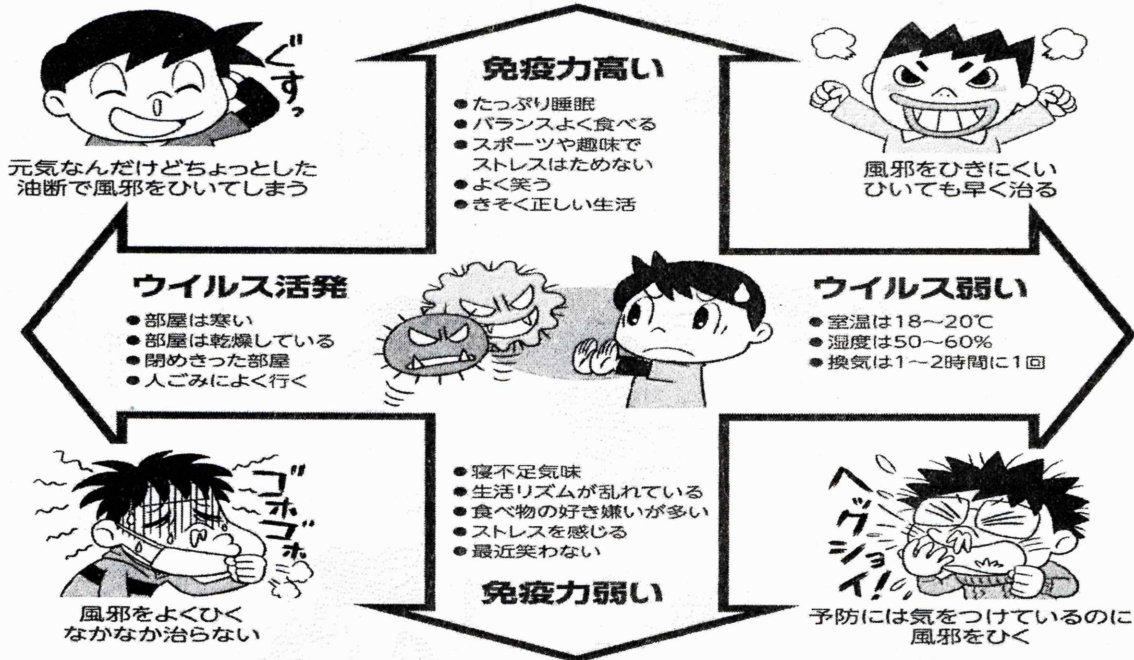 ぐすっ
元気なんだけどちょっとした
油断で風邪をひいてしまう
免疫力高い
●たっぷり睡眠
●バランスよく食べる
●スポーツや趣味で
ストレスはためない
●よく笑う
●きそく正しい生活
風邪をひきにくい
ひいても早く治る
ウイルス活発
●部屋は寒い
●部屋は乾燥している
●閉めきった部屋
●人ごみによく行く
ウイルス弱い
●室温は18〜20℃
●湿度は50〜60%
●換気は1〜2時間に1回
ゴホゴホ
風邪をよくひく
なかなか治らない
●寝不足気味
●生活リズムが乱れている
●食べ物の好き嫌いが多い
●ストレスを感じる
●最近笑わない
免疫力弱い
ヘグショイ!
予防には気をつけているのに
風邪をひく